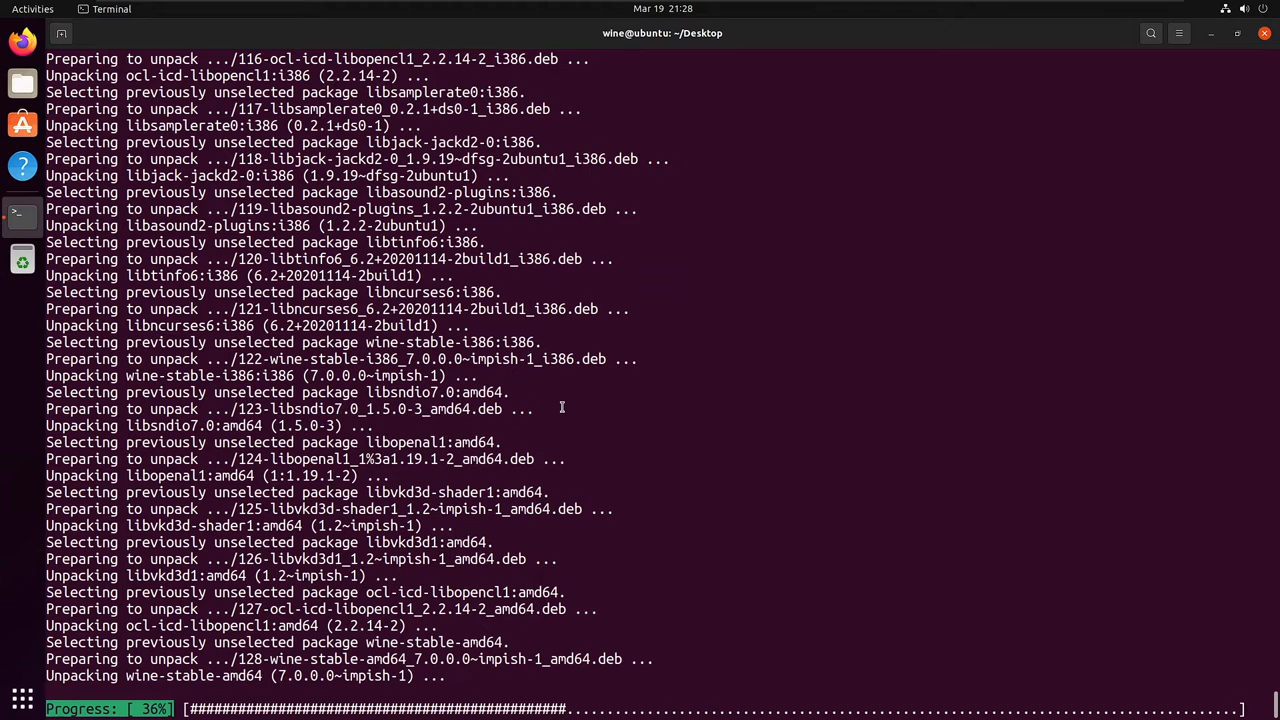 Activities
Terminal
Mar 19 21:28
wine@ubuntu: ~/Desktop
Preparing to unpack .../116-ocl-icd-libopencl1_2.2.14-2_i386.deb ...
Unpacking ocl-icd-libopencl1:i386 (2.2.14-2) ...
Selecting previously unselected package libsamplerate0:i386.
Preparing to unpack .../117-libsamplerate0_0.2.1+ds0-1_i386.deb ...
Unpacking libsamplerate0:i386 (0.2.1+ds0-1) ...
Selecting previously unselected package libjack-jackd2-0:i386.
Preparing to unpack .../118-libjack-jackd2-0_1.9.19~dfsg-2ubuntu1_i386.deb ...
Unpacking libjack-jackd2-0:i386 (1.9.19~dfsg-2ubuntu1) ...
Selecting previously unselected package libasound2-plugins:i386.
Preparing to unpack .../119-libasound2-plugins_1.2.2-2ubuntu1_i386.deb ...
Unpacking libasound2-plugins:i386 (1.2.2-2ubuntu1) ...
Selecting previously unselected package libtinfo6:i386.
Preparing to unpack .../120-libtinfo6_6.2+20201114-2build1_i386.deb ...
Unpacking libtinfo6:i386 (6.2+20201114-2build1) ...
Selecting previously unselected package libncurses6:i386.
Preparing to unpack .../121-libncurses6_6.2+20201114-2build1_i386.deb ...
Unpacking libncurses6:i386 (6.2+20201114-2build1) ...
Selecting previously unselected package wine-stable-i386:i386.
Preparing to unpack .../122-wine-stable-i386_7.0.0.0~impish-1_i386.deb ...
Unpacking wine-stable-i386:i386 (7.0.0.0~impish-1) ...
Selecting previously unselected package libsndio7.0:amd64.
Preparing to unpack .../123-libsndio7.0_1.5.0-3_amd64.deb ...
Unpacking libsndio7.0:amd64 (1.5.0-3) ...
Selecting previously unselected package libopenal1:amd64.
Preparing to unpack .../124-libopenal1_1%3a1.19.1-2_amd64.deb ...
Unpacking libopenal1:amd64 (1:1.19.1-2) ...
Selecting previously unselected package libvkd3d-shader1:amd64.
Preparing to unpack .../125-libvkd3d-shader1_1.2~impish-1_amd64.deb ...
Unpacking libvkd3d-shader1:amd64 (1.2~impish-1) ...
Selecting previously unselected package libvkd3d1:amd64.
Preparing to unpack .../126-libvkd3d1_1.2~impish-1_amd64.deb ...
Unpacking libvkd3d1:amd64 (1.2~impish-1) ...
Selecting previously unselected package ocl-icd-libopencl1:amd64.
Preparing to unpack .../127-ocl-icd-libopencl1_2.2.14-2_amd64.deb ...
Unpacking ocl-icd-libopencl1:amd64 (2.2.14-2) ...
Selecting previously unselected package wine-stable-amd64.
Preparing to unpack .../128-wine-stable-amd64_7.0.0.0~impish-1_amd64.deb ...
Unpacking wine-stable-amd64 (7.0.0.0~impish-1) ...
Progress: [ 36%] [###############################################....................................................................................]